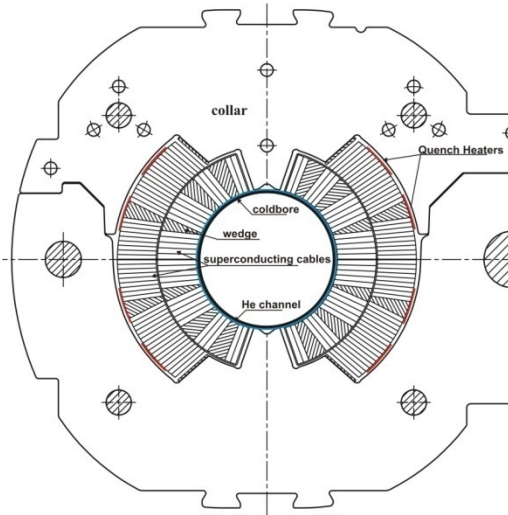 collar
Quench Heaters
coldbore
wedge
superconducting cables
He channel